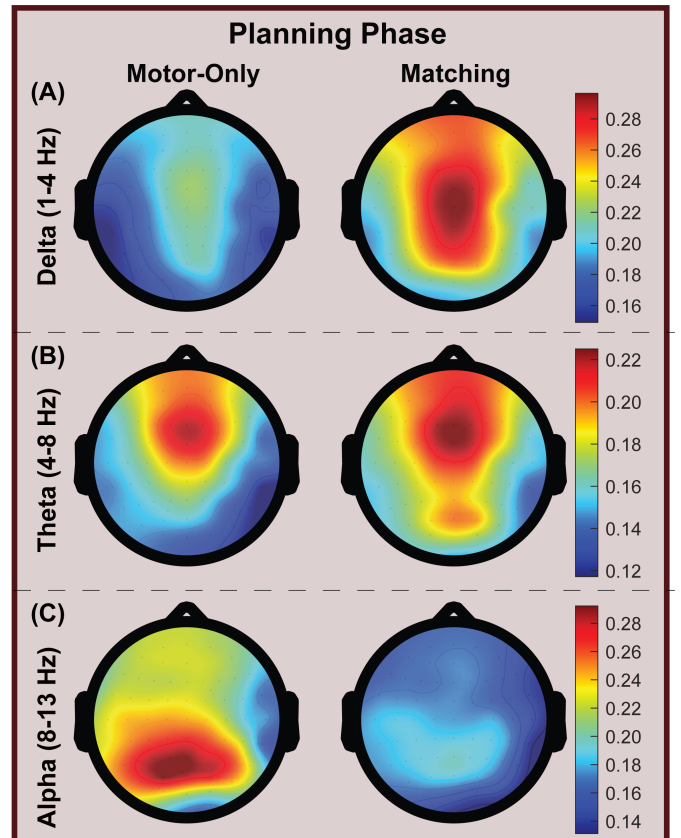 Planning Phase
Motor-Only Matching
(A)
Delta (1-4 Hz)
0.28
0.26
0.24
0.22
0.20
0.18
0.16
(B)
Theta (4-8 Hz)
0.22
0.20
0.18
0.16
0.14
0.12
(C)
Alpha (8-13 Hz)
0.28
0.26
0.24
0.22
0.20
0.18
0.16
0.14